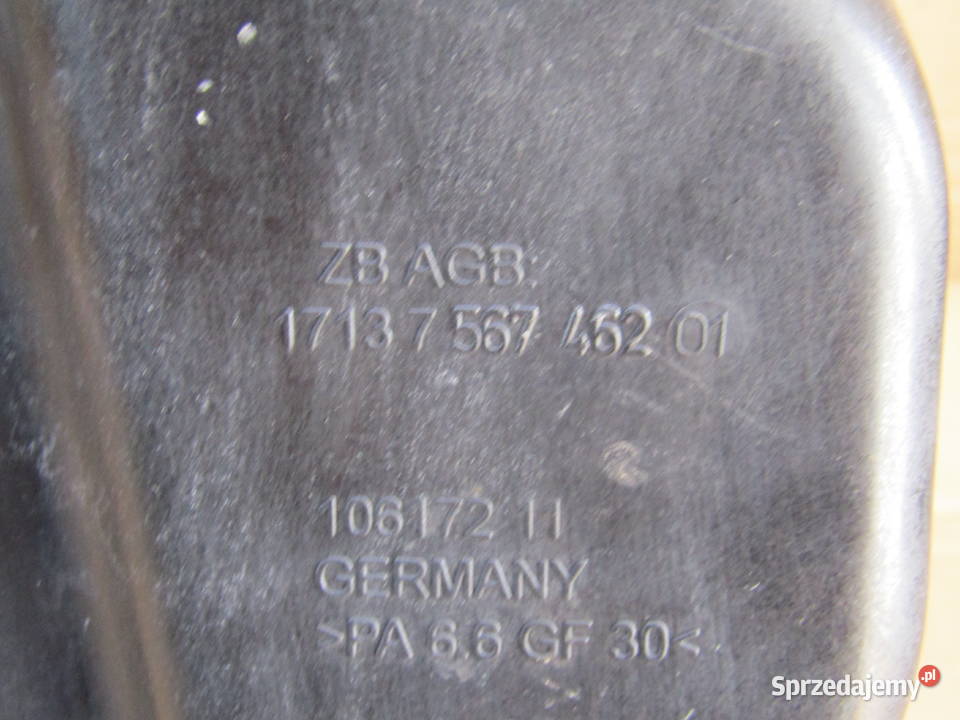 ZB AGB:
1713 7 567 462 01
106172 11
GERMANY
>PA 6.6 GF 30<
Sprzedajemy.pl